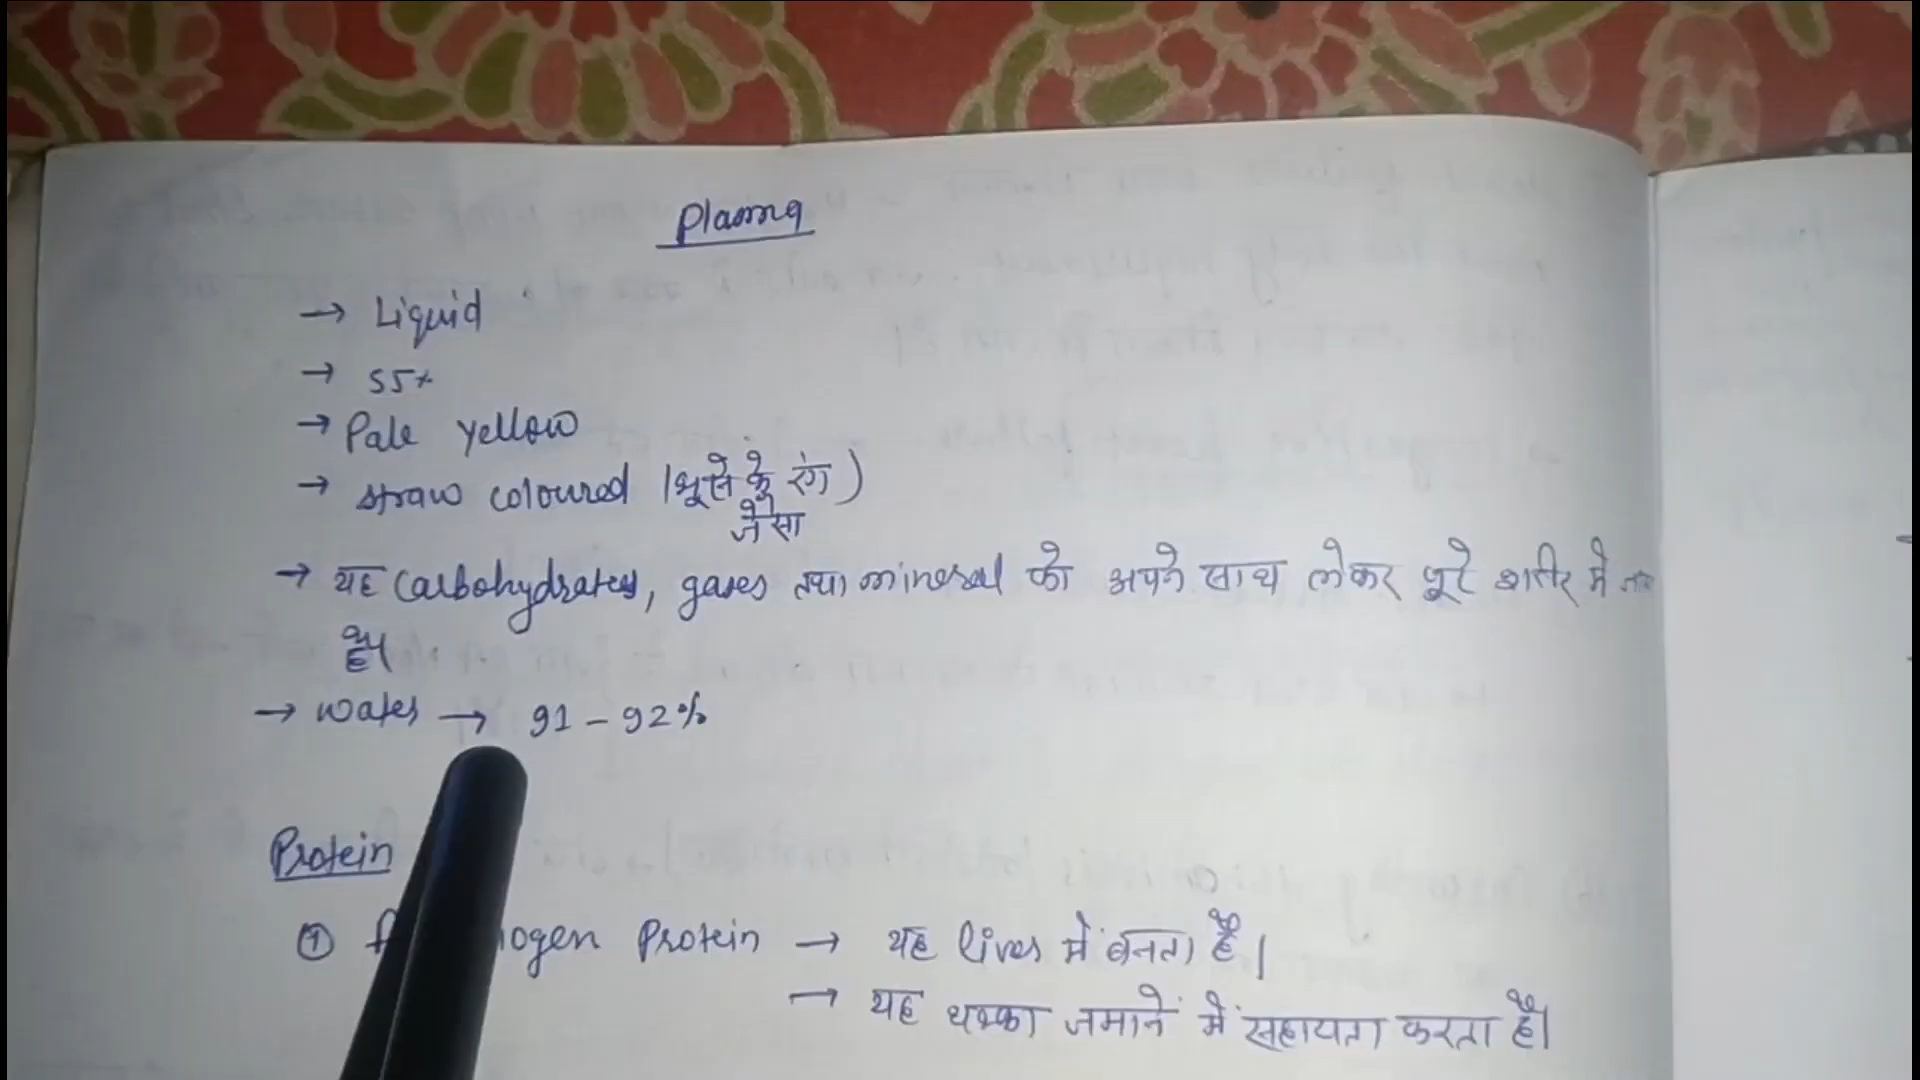 Plasma
→ Liquid
→ 55%
→ Pale yellow
→ straw coloured (भूसे के रंग)
जैसा
→ यह Carbohydrates, gases तथा mineral को अपने साथ लेकर पूरे शरीर में
है।
→ water → 91 - 92%
Protein
① Protein → यह liver में बनता है।
→ यह थक्का जमाने में सहायता करता है।